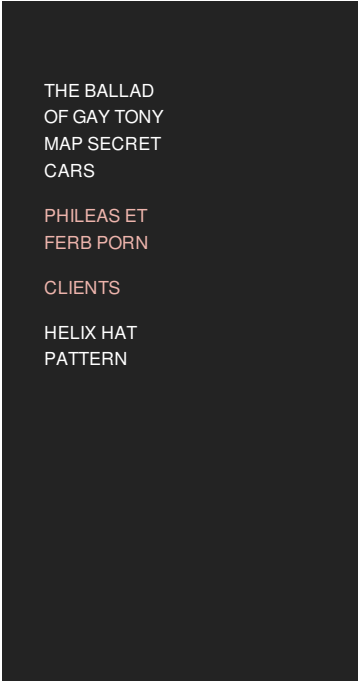 THE BALLAD
OF GAY TONY
MAP SECRET
CARS
PHILEAS ET
FERB PORN
CLIENTS
HELIX HAT
PATTERN